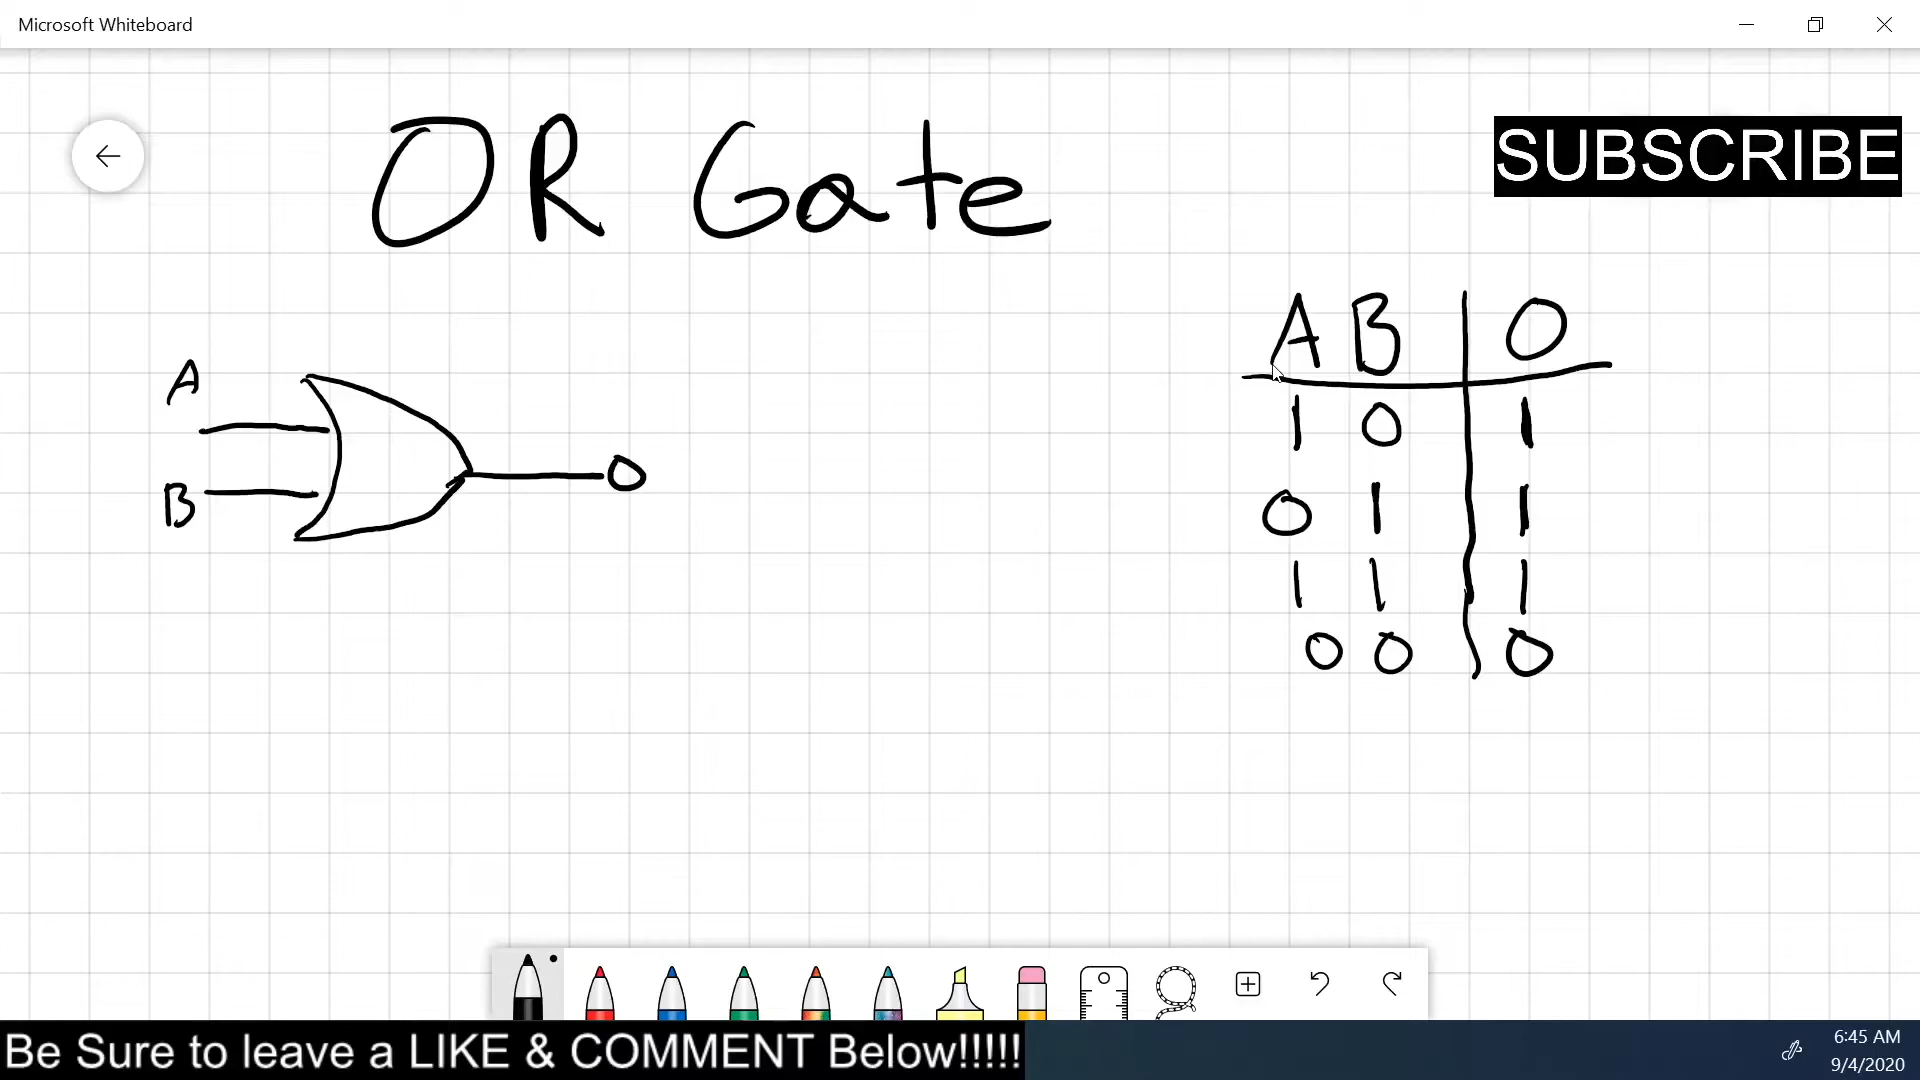 Microsoft Whiteboard
OR Gate
SUBSCRIBE
A B O
1 0 1
0 1 1
1 1 1
0 0 0
A
B
O
Be Sure to leave a LIKE & COMMENT Below!!!!!
6:45 AM
9/4/2020